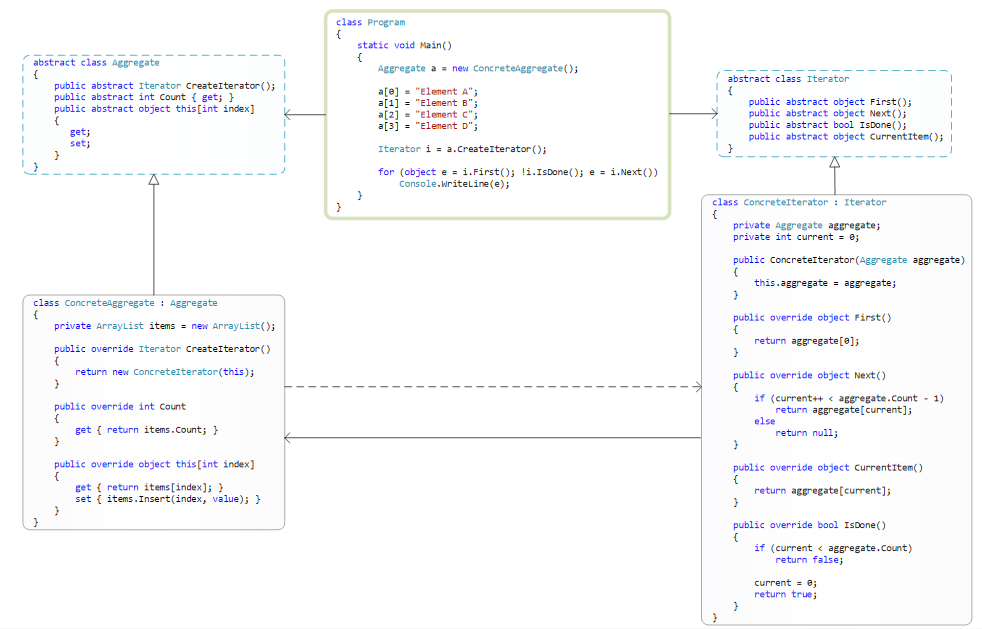 class Program
{
static void Main()
{
Aggregate a = new ConcreteAggregate();
a[0] = "Element A";
a[1] = "Element B";
a[2] = "Element C";
a[3] = "Element D";
Iterator i = a.CreateIterator();
for (object e = i.First(); !i.IsDone(); e = i.Next())
Console.WriteLine(e);
}
}
abstract class Aggregate
{
public abstract Iterator CreateIterator();
public abstract int Count { get; }
public abstract object this[int index]
{
get;
set;
}
}
abstract class Iterator
{
public abstract object First();
public abstract object Next();
public abstract bool IsDone();
public abstract object CurrentItem();
}
class ConcreteAggregate : Aggregate
{
private ArrayList items = new ArrayList();
public override Iterator CreateIterator()
{
return new ConcreteIterator(this);
}
public override int Count
{
get { return items.Count; }
}
public override object this[int index]
{
get { return items[index]; }
set { items.Insert(index, value); }
}
}
class ConcreteIterator : Iterator
{
private Aggregate aggregate;
private int current = 0;
public ConcreteIterator(Aggregate aggregate)
{
this.aggregate = aggregate;
}
public override object First()
{
return aggregate[0];
}
public override object Next()
{
if (current++ < aggregate.Count - 1)
return aggregate[current];
else
return null;
}
public override object CurrentItem()
{
return aggregate[current];
}
public override bool IsDone()
{
if (current < aggregate.Count)
return false;
current = 0;
return true;
}
}